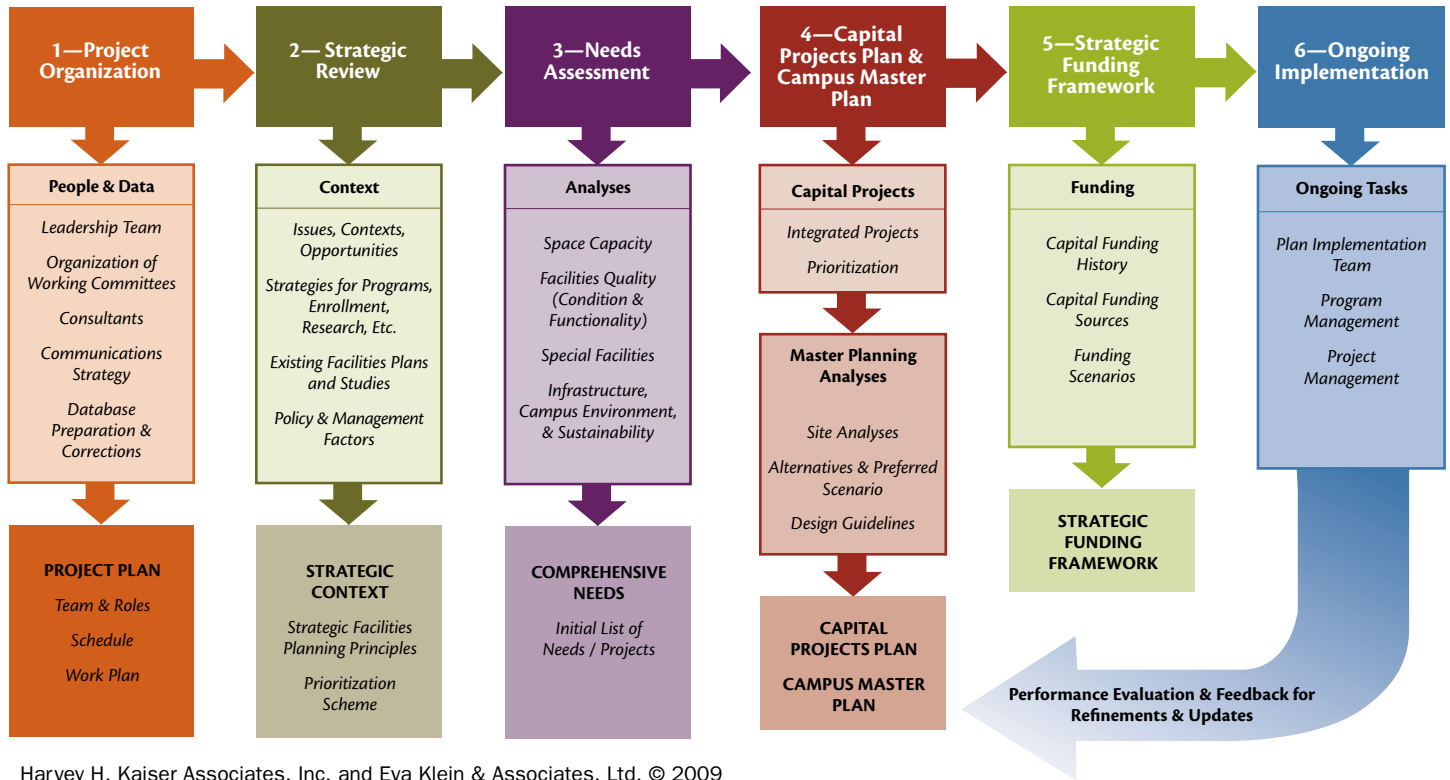 1—Project
Organization
2— Strategic
Review
3—Needs
Assessment
4—Capital
Projects Plan &
Campus Master
Plan
5—Strategic
Funding
Framework
6—Ongoing
Implementation
People & Data
Leadership Team
Organization of
Working Committees
Consultants
Communications
Strategy
Database
Preparation &
Corrections
PROJECT PLAN
Team & Roles
Schedule
Work Plan
Context
Issues, Contexts,
Opportunities
Strategies for Programs,
Enrollment,
Research, Etc.
Existing Facilities Plans
and Studies
Policy & Management
Factors
STRATEGIC
CONTEXT
Strategic Facilities
Planning Principles
Prioritization
Scheme
Analyses
Space Capacity
Facilities Quality
(Condition &
Functionality)
Special Facilities
Infrastructure,
Campus Environment,
& Sustainability
COMPREHENSIVE
NEEDS
Initial List of
Needs / Projects
Capital Projects
Integrated Projects
Prioritization
Master Planning
Analyses
Site Analyses
Alternatives & Preferred
Scenario
Design Guidelines
CAPITAL
PROJECTS PLAN
CAMPUS MASTER
PLAN
Funding
Capital Funding
History
Capital Funding
Sources
Funding
Scenarios
STRATEGIC
FUNDING
FRAMEWORK
Ongoing Tasks
Plan Implementation
Team
Program
Management
Project
Management
Performance Evaluation & Feedback for
Refinements & Updates
Harvey H. Kaiser Associates, Inc. and Eva Klein & Associates, Ltd. © 2009